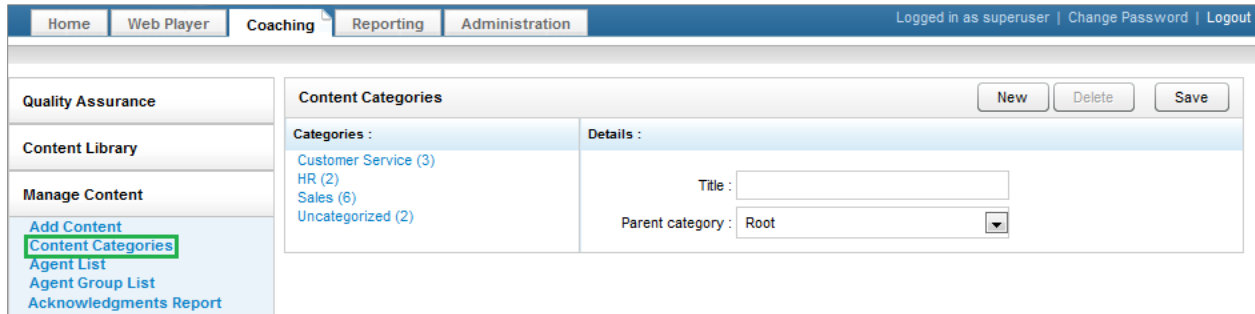 Home Web Player Coaching Reporting Administration Logged in as superuser | Change Password | Logout
Quality Assurance
Content Library
Manage Content
Add Content
Content Categories
Agent List
Agent Group List
Acknowledgments Report
Content Categories New Delete Save
Categories : Details :
Customer Service (3)
HR (2)
Sales (6)
Uncategorized (2)
Title :
Parent category : Root